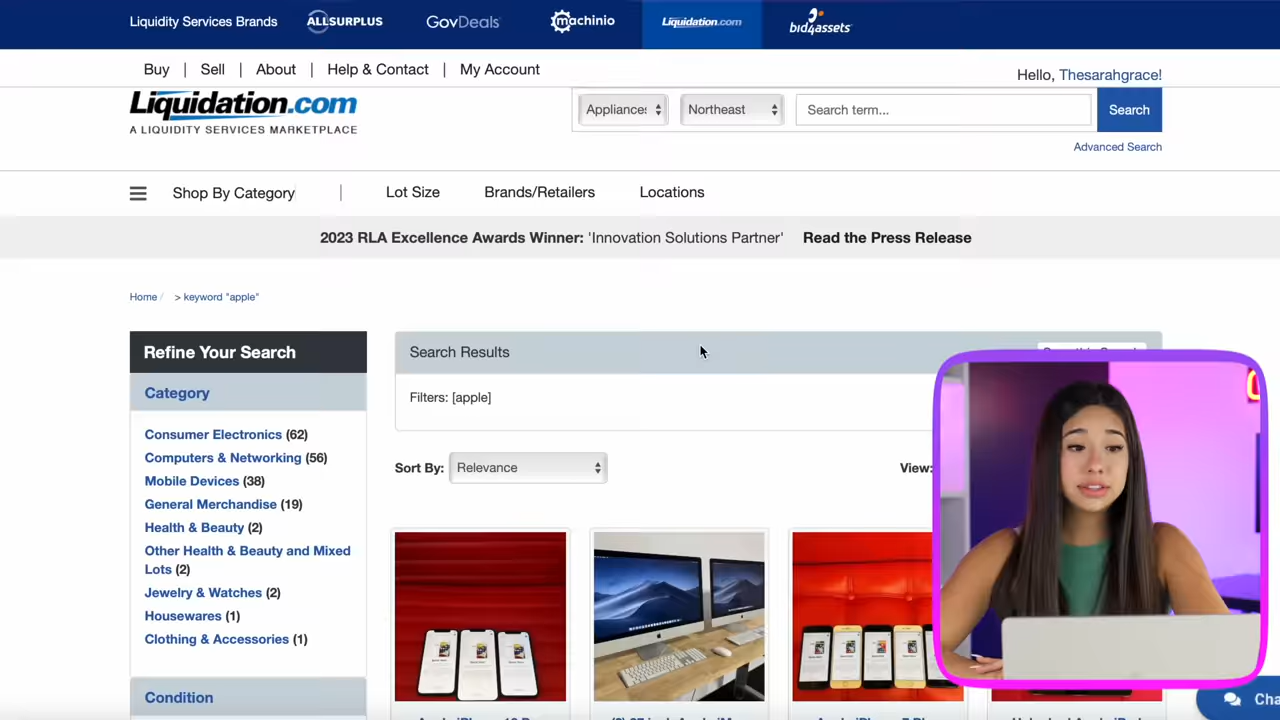 Liquidity Services Brands
ALLSURPLUS
GovDeals
machinio
Liquidation.com
bid4assets
Buy | Sell | About | Help & Contact | My Account
Hello, Thesarahgrace!
Liquidation.com
A LIQUIDITY SERVICES MARKETPLACE
Appliances
Northeast
Search term...
Search
Advanced Search
Shop By Category | Lot Size Brands/Retailers Locations
2023 RLA Excellence Awards Winner: 'Innovation Solutions Partner' Read the Press Release
Home / > keyword "apple"
Refine Your Search
Category
Consumer Electronics (62)
Computers & Networking (56)
Mobile Devices (38)
General Merchandise (19)
Health & Beauty (2)
Other Health & Beauty and Mixed
Lots (2)
Jewelry & Watches (2)
Housewares (1)
Clothing & Accessories (1)
Condition
Search Results
Filters: [apple]
Sort By: Relevance
View: